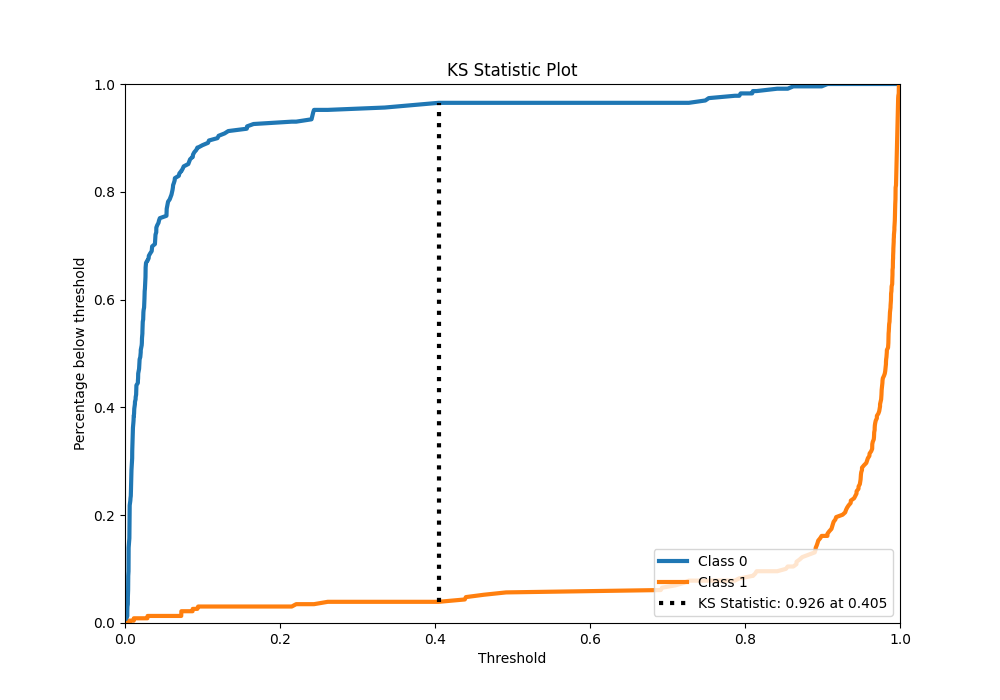 KS Statistic Plot
Percentage below threshold
1.0
0.8
0.6
0.4
0.2
0.0
0.0 0.2 0.4 0.6 0.8 1.0
Threshold
Class 0
Class 1
KS Statistic: 0.926 at 0.405